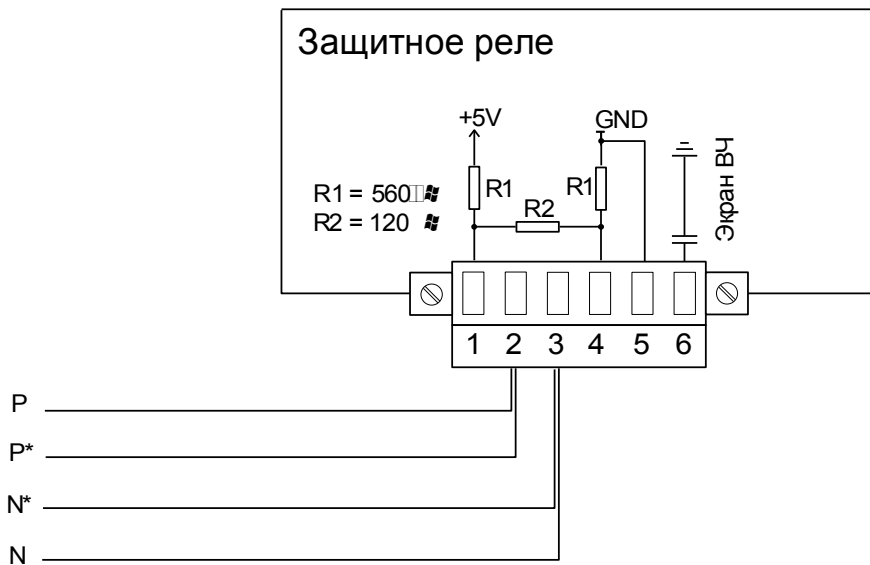 Защитное реле
+5V
GND
Экран ВЧ
R1 = 560
R1
R1
R2 = 120
R2
1 2 3 4 5 6
P
P*
N*
N